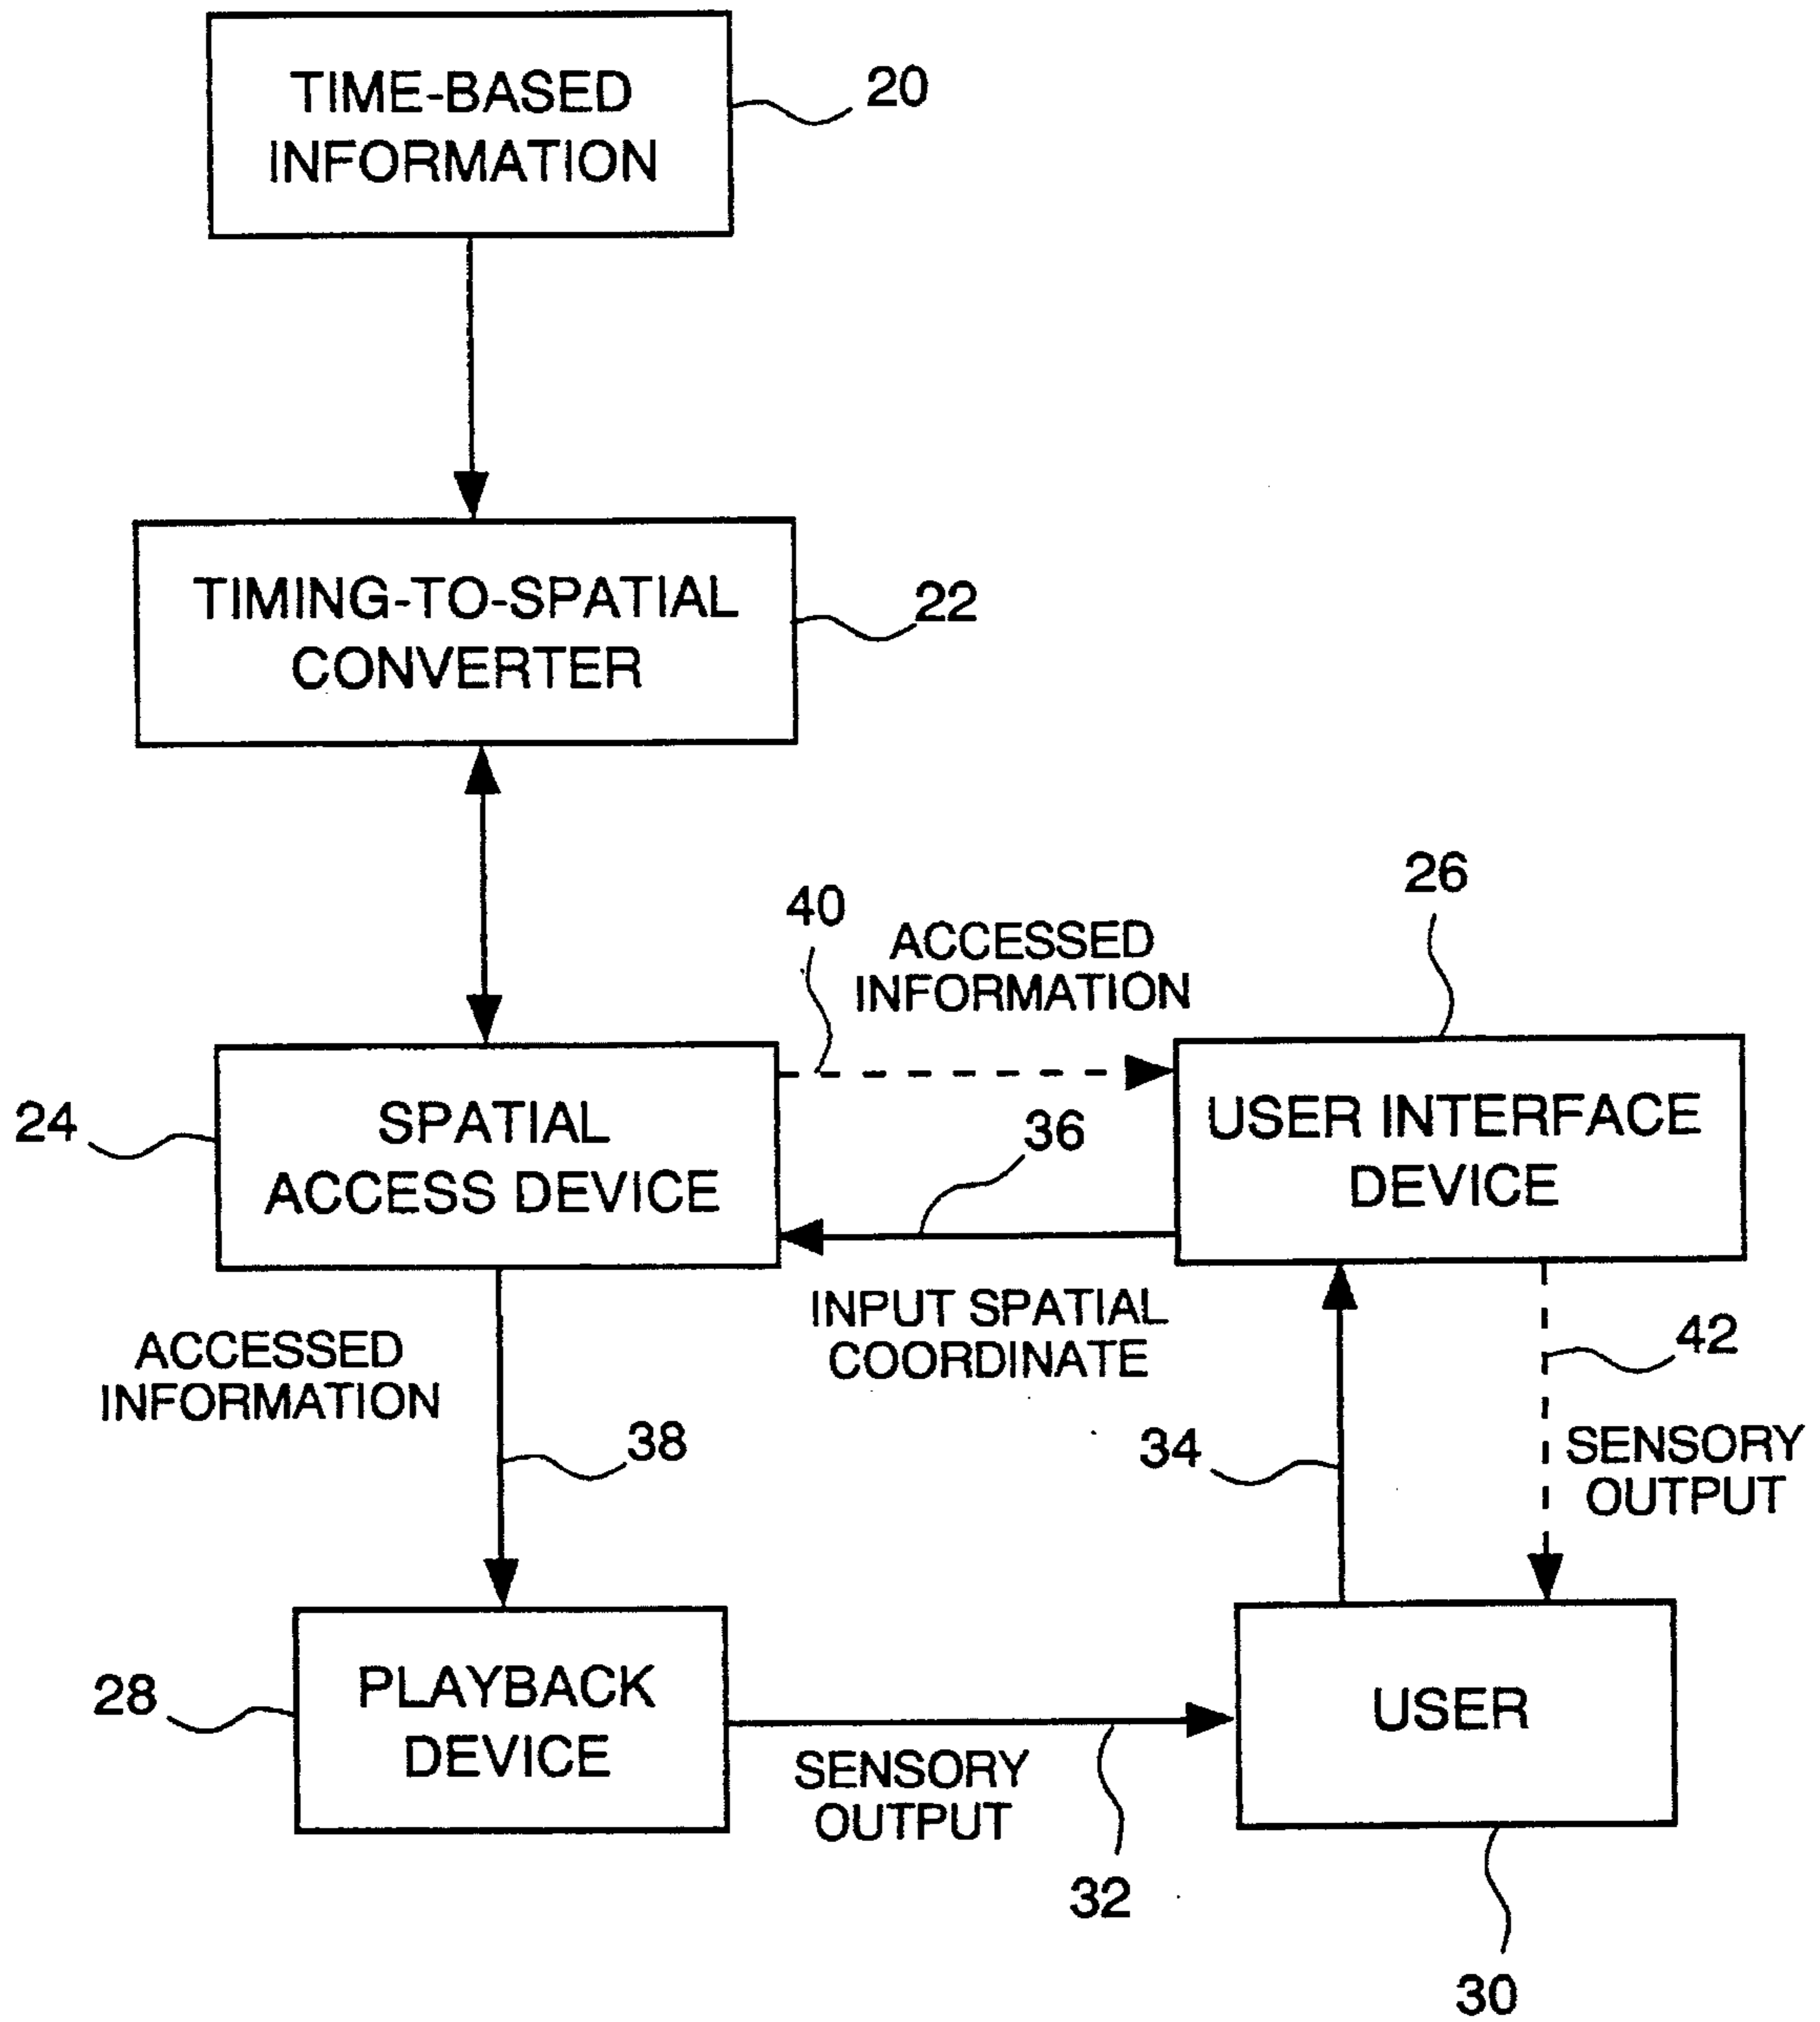 TIME-BASED
INFORMATION
20
TIMING-TO-SPATIAL
CONVERTER
22
26
40
ACCESSED
INFORMATION
24
SPATIAL
ACCESS DEVICE
36
USER INTERFACE
DEVICE
INPUT SPATIAL
COORDINATE
ACCESSED
INFORMATION
38
34
42
SENSORY
OUTPUT
28
PLAYBACK
DEVICE
SENSORY
OUTPUT
32
USER
30